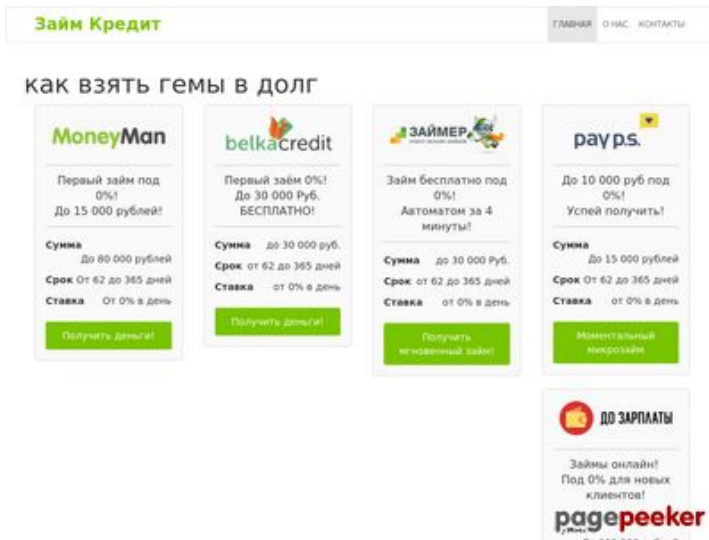 Займ Кредит
ГЛАВНАЯ О НАС КОНТАКТЫ
как взять гемы в долг
MoneyMan
Первый займ под
0%!
До 15 000 рублей!
Сумма
До 80 000 рублей
Срок От 62 до 365 дней
Ставка От 0% в день
Получить деньги!
belkacredit
Первый заём 0%!
До 30 000 Руб.
БЕСПЛАТНО!
Сумма до 30 000 руб.
Срок от 62 до 365 дней
Ставка от 0% в день
Получить деньги!
ЗАЙМЕР
Займ бесплатно под
0%!
Автоматом за 4
минуты!
Сумма до 30 000 Руб.
Срок от 62 до 365 дней
Ставка от 0% в день
Получить
мгновенный займ!
pay p.s.
До 10 000 руб под
0%!
Успей получить!
Сумма
До 15 000 рублей
Срок От 62 до 365 дней
Ставка От 0% в день
Моментальный
микрозайм
ДО ЗАРПЛАТЫ
Займы онлайн!
Под 0% для новых
клиентов!
pagepeeker